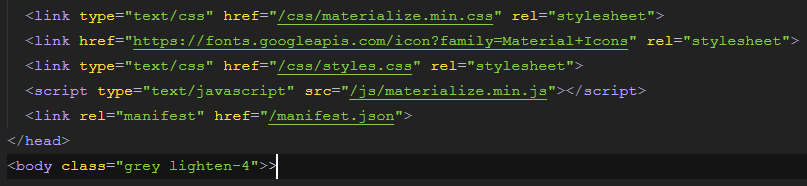 <link type="text/css" href="/css/materialize.min.css" rel="stylesheet">
<link href="https://fonts.googleapis.com/icon?family=Material+Icons" rel="stylesheet">
<link type="text/css" href="/css/styles.css" rel="stylesheet">
<script type="text/javascript" src="/js/materialize.min.js"></script>
<link rel="manifest" href="/manifest.json">
</head>
<body class="grey lighten-4">>